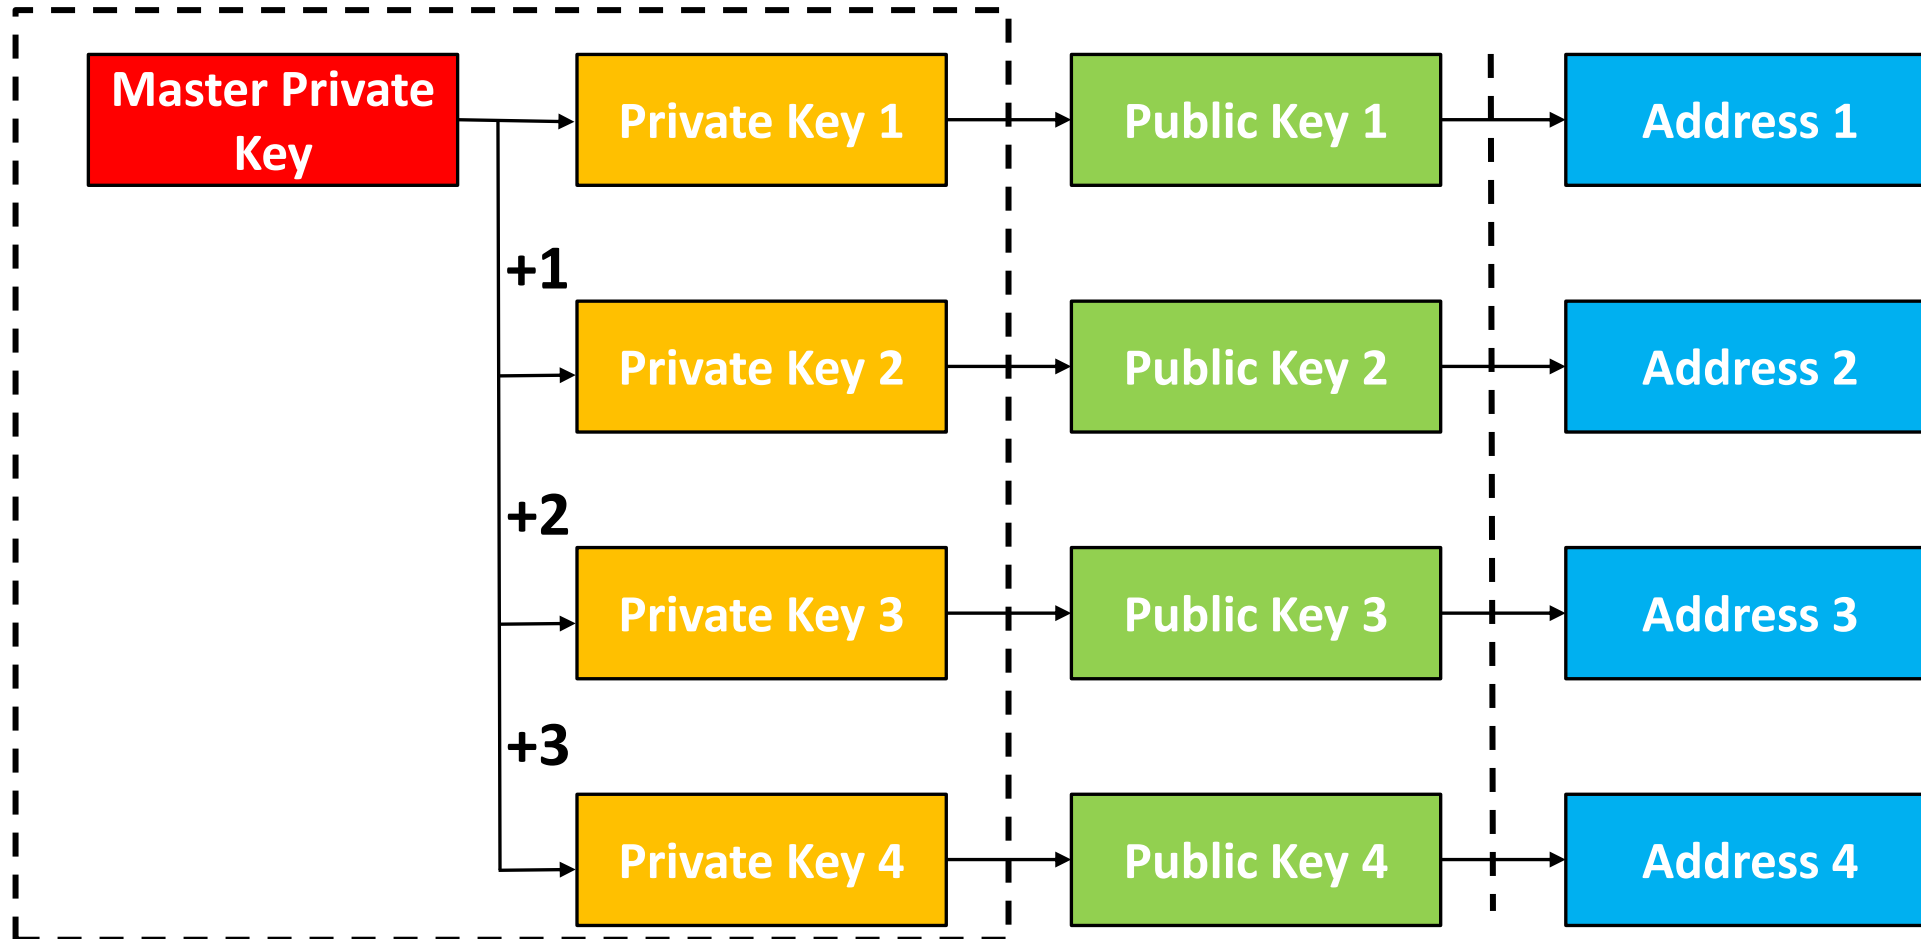 Master Private
Key
Private Key 1
Public Key 1
Address 1
+1
Private Key 2
Public Key 2
Address 2
+2
Private Key 3
Public Key 3
Address 3
+3
Private Key 4
Public Key 4
Address 4